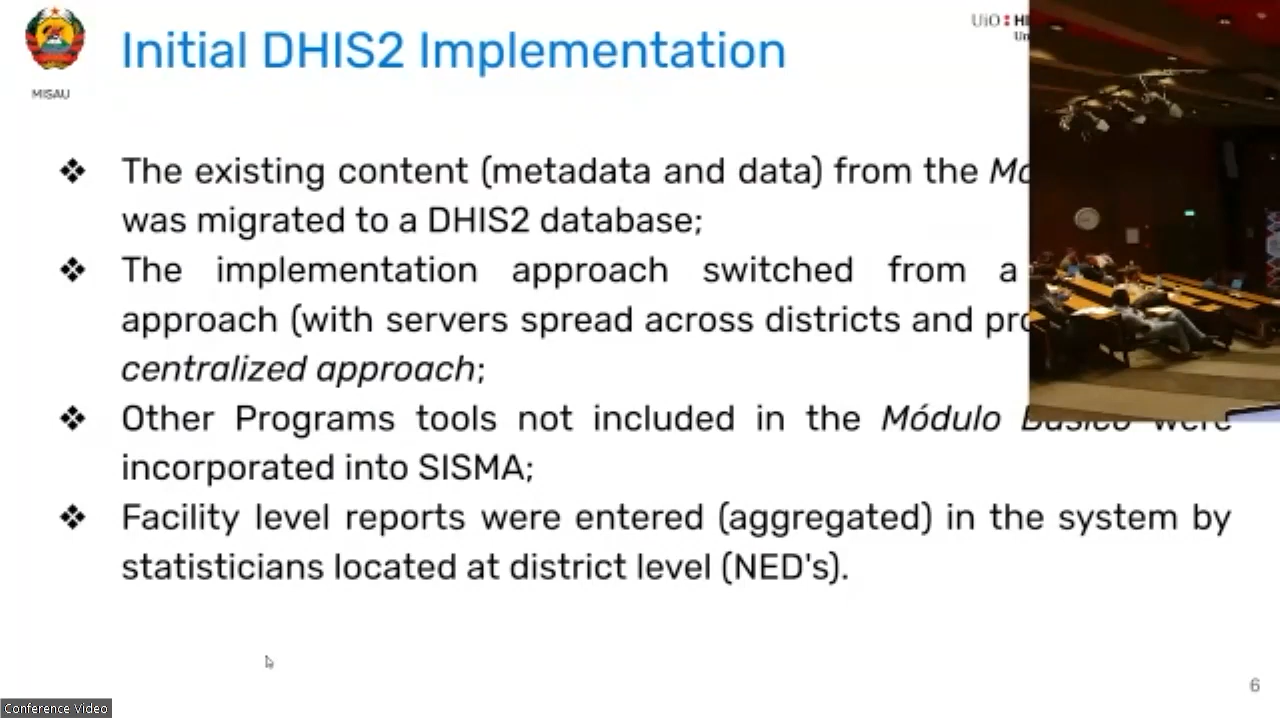 Initial DHIS2 Implementation
UiO
MISAU
❖ The existing content (metadata and data) from the
was migrated to a DHIS2 database;
❖ The implementation approach switched from a
approach (with servers spread across districts and
centralized approach;
❖ Other Programs tools not included in the Módulo Básico were
incorporated into SISMA;
❖ Facility level reports were entered (aggregated) in the system by
statisticians located at district level (NED's).
6
Conference Video